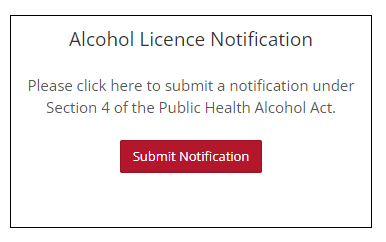 Alcohol Licence Notification
Please click here to submit a notification under
Section 4 of the Public Health Alcohol Act.
Submit Notification